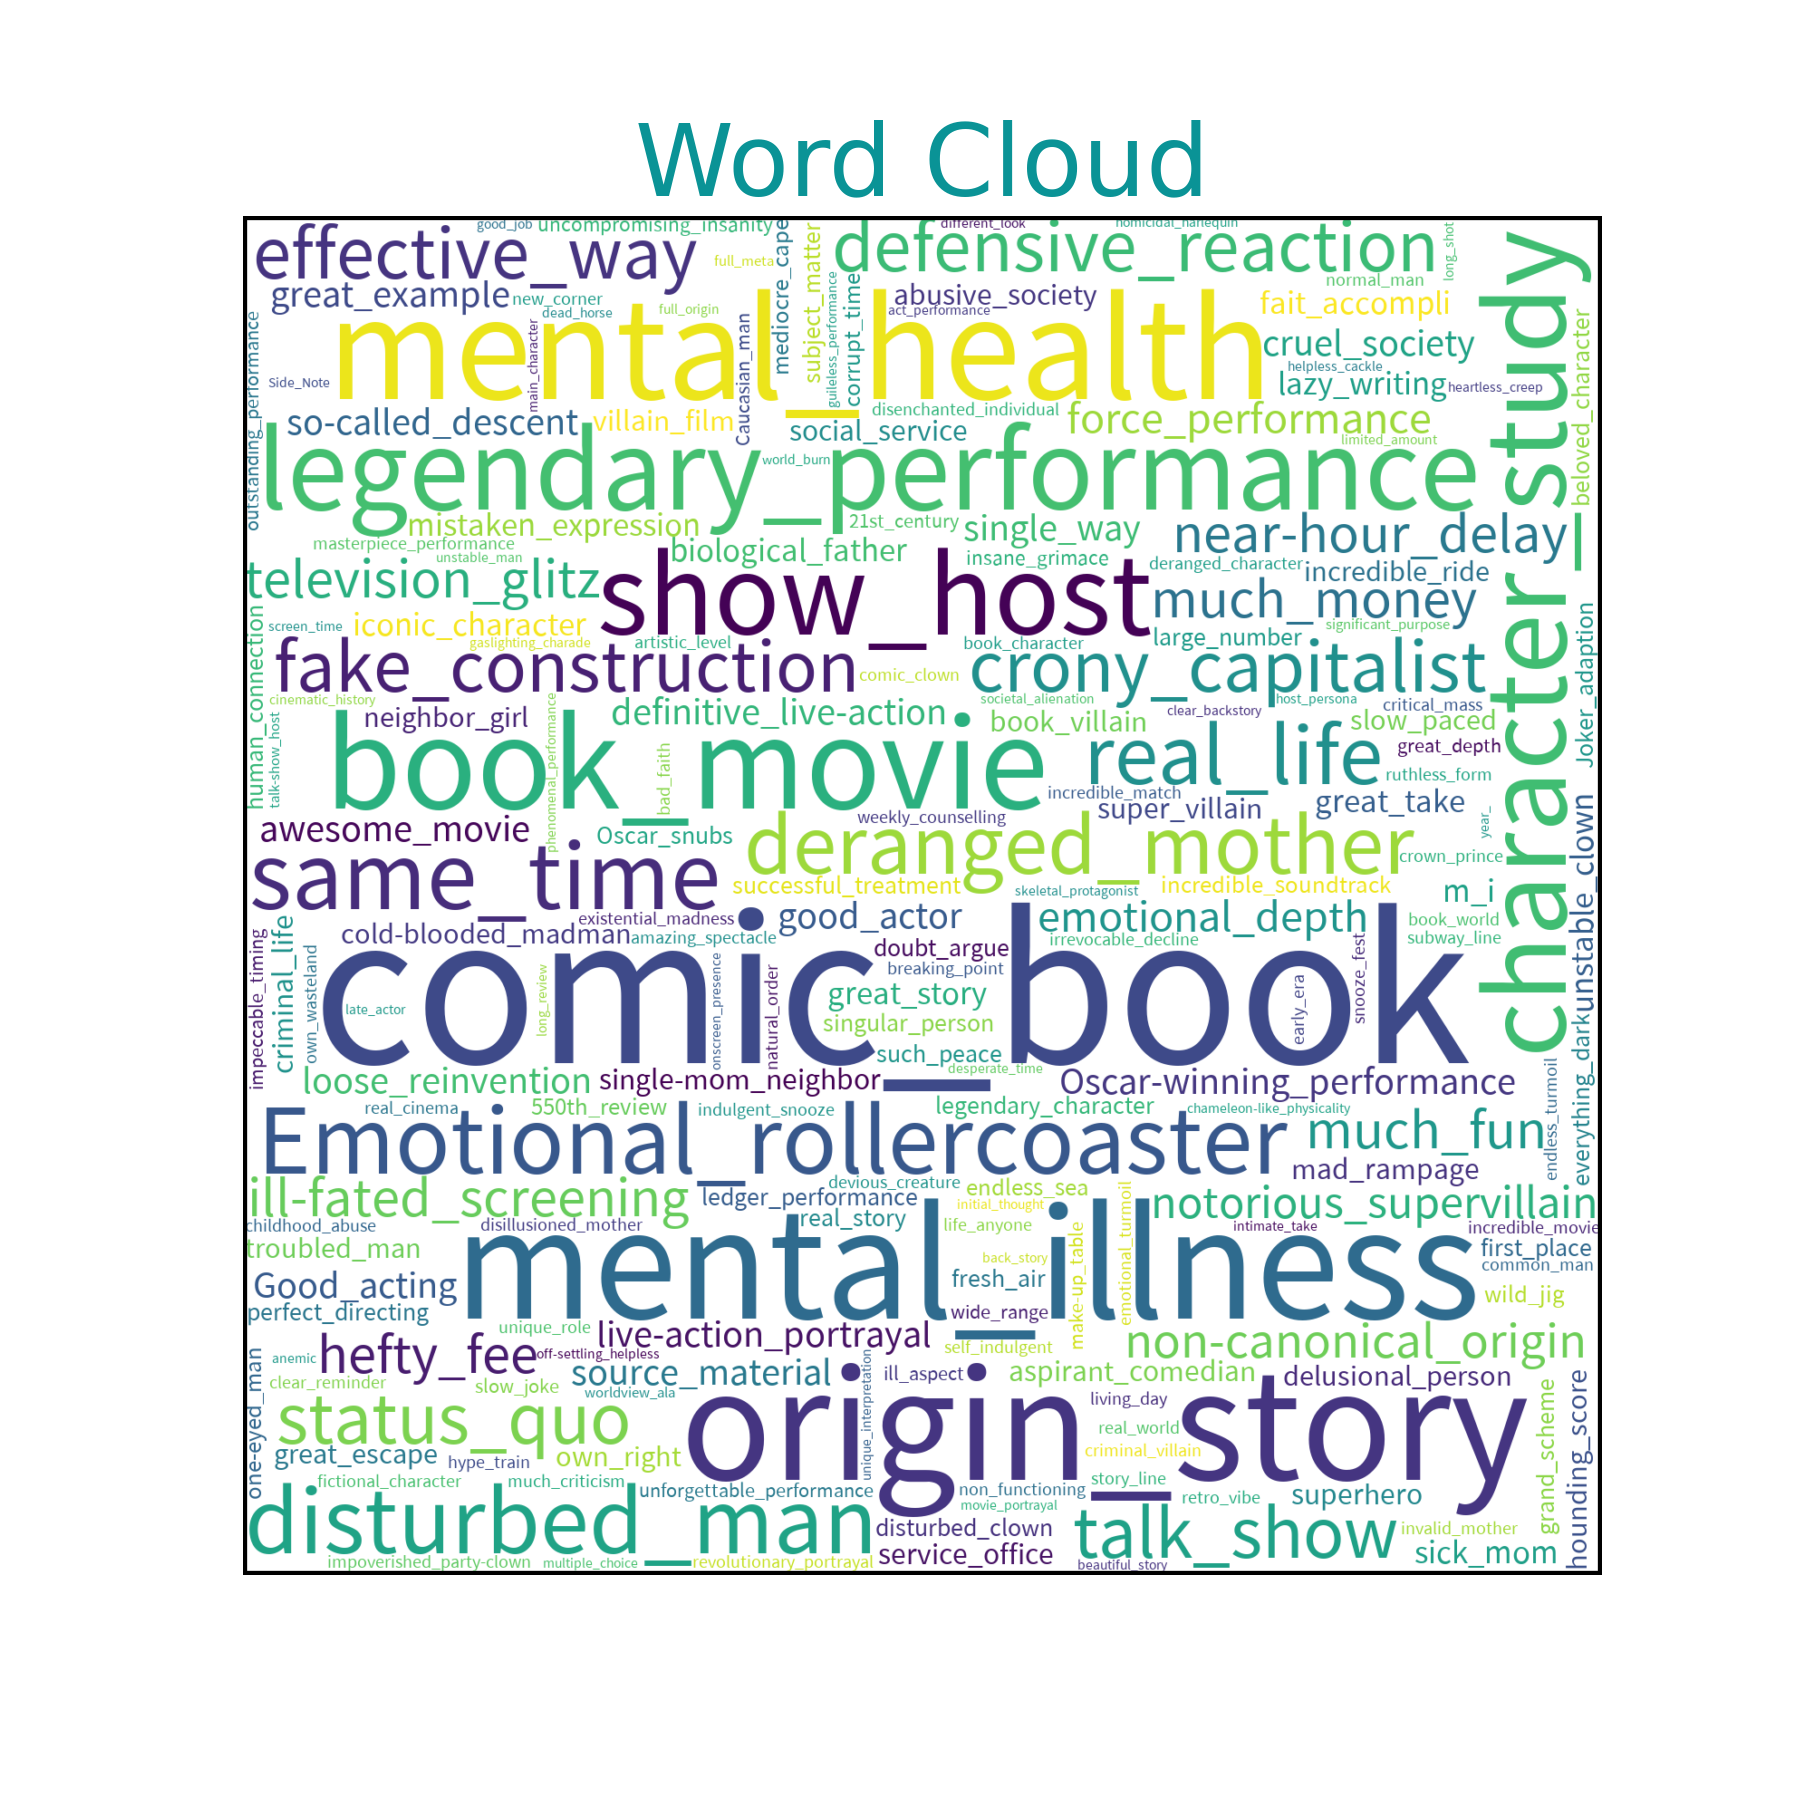 Word Cloud
good_job uncompromising_insanity different_look homicidal_harlequin
effective_way full_meta mediocre_cape subject_matter defensive_reaction long_shot
great_example new_corner dead_horse full_origin guileless_performance corrupt_time abusive_society act_performance normal_man fait_accompli
mental_health
outstanding_performance Side_Note main_character Caucasian_man cruel_society helpless_cackle lazy_writing heartless_creep beloved_character
character_study
so-called_descent villain_film disenchanted_individual social_service force_performance limited_amount
legendary_performance
world_burn
mistaken_expression 21st_century single_way near-hour_delay
masterpiece_performance unstable_man biological_father insane_grimace deranged_character incredible_ride
television_glitz show_host much_money
human_connection screen_time iconic_character gaslighting_charade artistic_level book_character large_number significant_purpose Joker_adaption
fake_construction comic_clown crony_capitalist
cinematic_history societal_alienation host_persona critical_mass
talk-show_host neighbor_girl phenomenal_performance definitive_live-action book_villain clear_backstory slow_paced
book_movie bad_faith real_life great_depth
ruthless_form
incredible_match super_villain great_take
awesome_movie Oscar_snubs weekly_counselling year_
same_time deranged_mother crown_prince
successful_treatment skeletal_protagonist incredible_soundtrack m_i unstable_clown
existential_madness good_actor emotional_depth book_world
cold-blooded_madman amazing_spectacle doubt_argue irrevocable_decline subway_line
impeccable_timing criminal_life own_wasteland comic_book breaking_point snooze_fest
late_actor long_review onscreen_presence natural_order great_story early_era
singular_person
such_peace
loose_reinvention single-mom_neighbor desperate_time Oscar-winning_performance everything_dark
real_cinema 550th_review indulgent_snooze legendary_character chameleon-like_physicality
Emotional_rollercoaster much_fun endless_turmoil
mad_rampage
devious_creature
ill-fated_screening ledger_performance endless_sea initial_thought notorious_supervillain
childhood_abuse disillusioned_mother real_story life_anyone emotional_turmoil intimate_take incredible_movie
troubled_man mental_illness back_story make-up_table first_place
Good_acting fresh_air common_man
perfect_directing wide_range wild_jig
unique_role live-action_portrayal self_indulgent non-canonical_origin
one-eyed_man anemic hefty_fee off-settling_helpless
clear_reminder slow_joke source_material worldview_ala unique_interpretation ill_aspect aspirant_comedian delusional_person
status_quo origin_story living_day grand_scheme hounding_score
real_world
great_escape hype_train own_right criminal_villain
fictional_character much_criticism unforgettable_performance non_functioning story_line retro_vibe superhero
movie_portrayal
disturbed_man disturbed_clown talk_show invalid_mother
service_office sick_mom
impoverished_party-clown multiple_choice revolutionary_portrayal beautiful_story